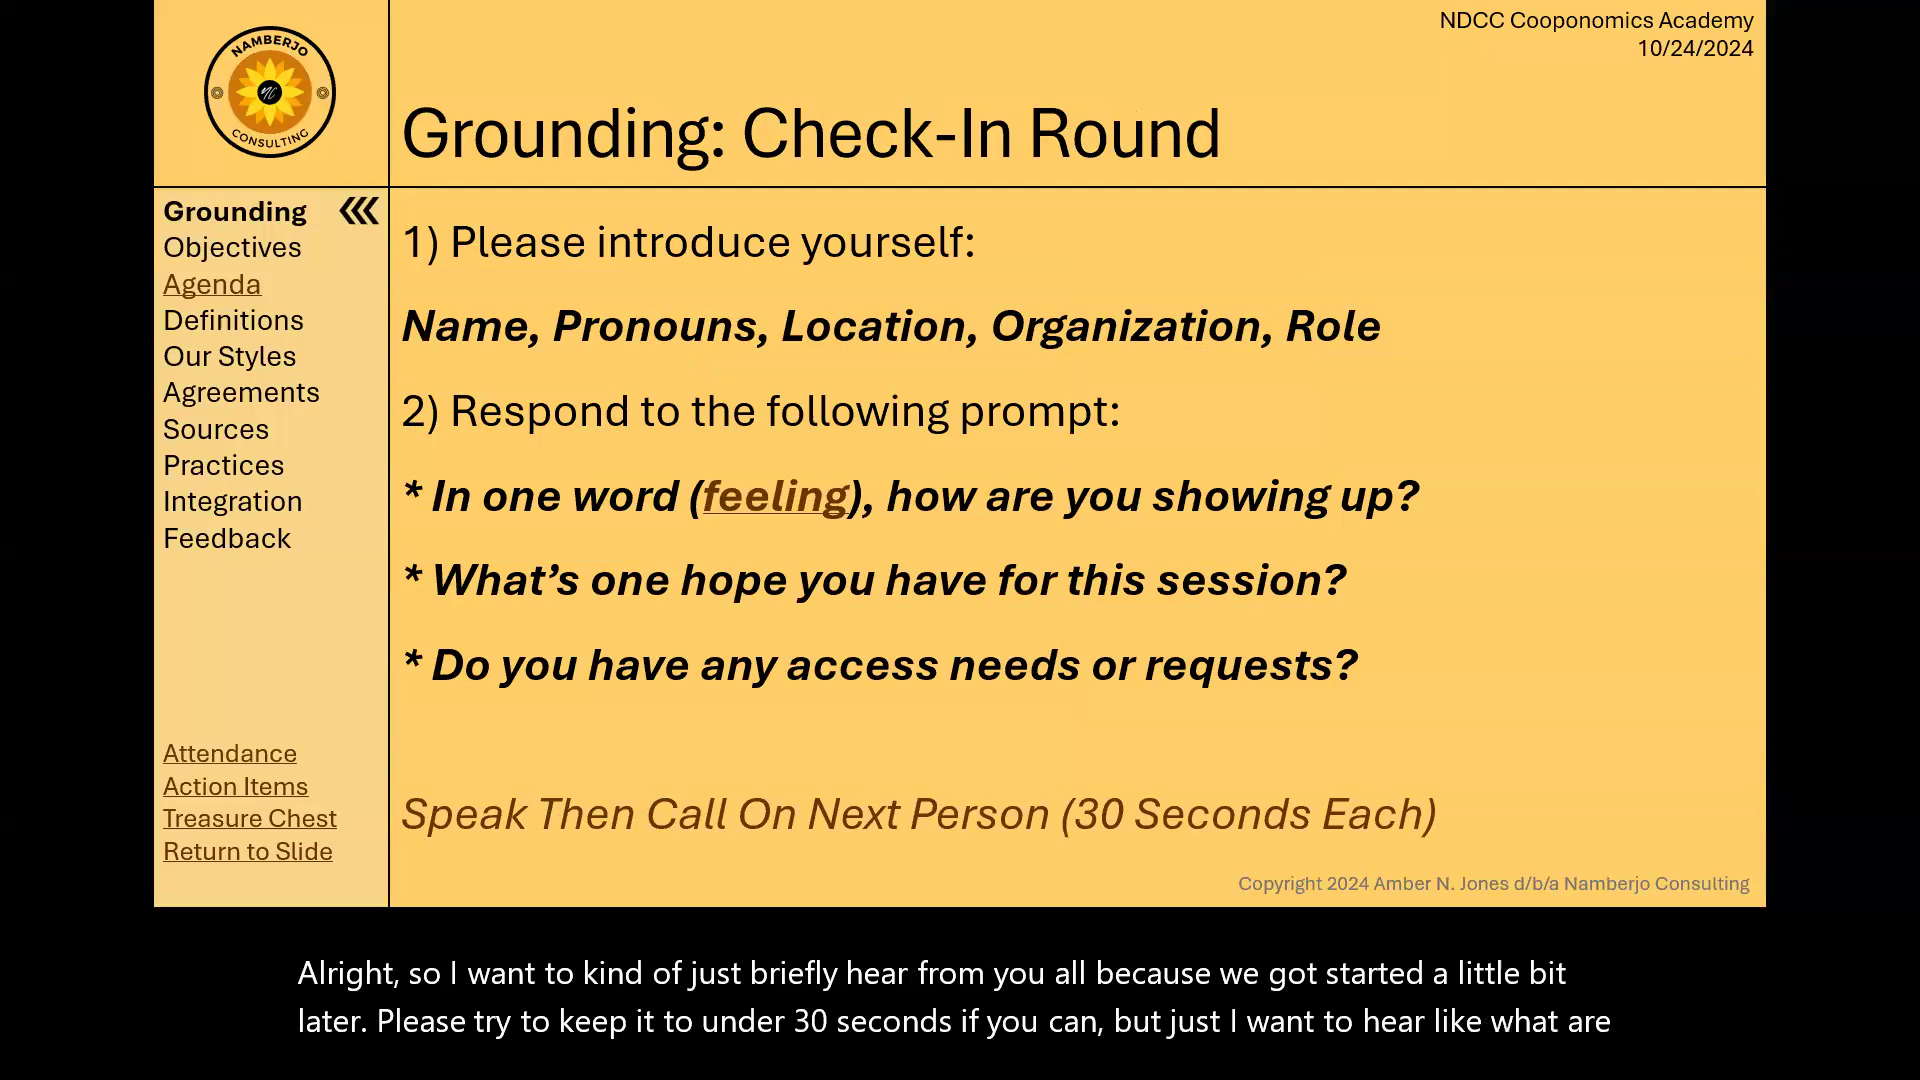 NAMBERJO
NC
CONSULTING
NDCC Cooponomics Academy
10/24/2024
Grounding: Check-In Round
Grounding
Objectives
Agenda
Definitions
Our Styles
Agreements
Sources
Practices
Integration
Feedback
Attendance
Action Items
Treasure Chest
Return to Slide
1) Please introduce yourself:
Name, Pronouns, Location, Organization, Role
2) Respond to the following prompt:
* In one word (feeling), how are you showing up?
* What’s one hope you have for this session?
* Do you have any access needs or requests?
Speak Then Call On Next Person (30 Seconds Each)
Copyright 2024 Amber N. Jones d/b/a Namberjo Consulting
Alright, so I want to kind of just briefly hear from you all because we got started a little bit
later. Please try to keep it to under 30 seconds if you can, but just I want to hear like what are